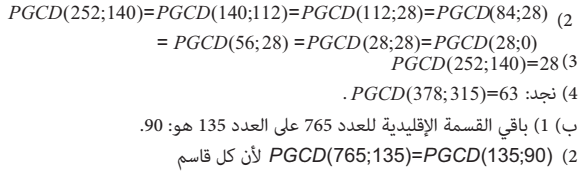 2) PGCD(252;140)=PGCD(140;112)=PGCD(112;28)=PGCD(84;28)
= PGCD(56;28) =PGCD(28;28)=PGCD(28;0)
3) PGCD(252;140)=28
4) نجد: PGCD(378;315)=63 .
ب) 1) باقي القسمة الإقليدية للعدد 765 على العدد 135 هو: 90.
2) PGCD(765;135)=PGCD(135;90) لأن كل قاسم